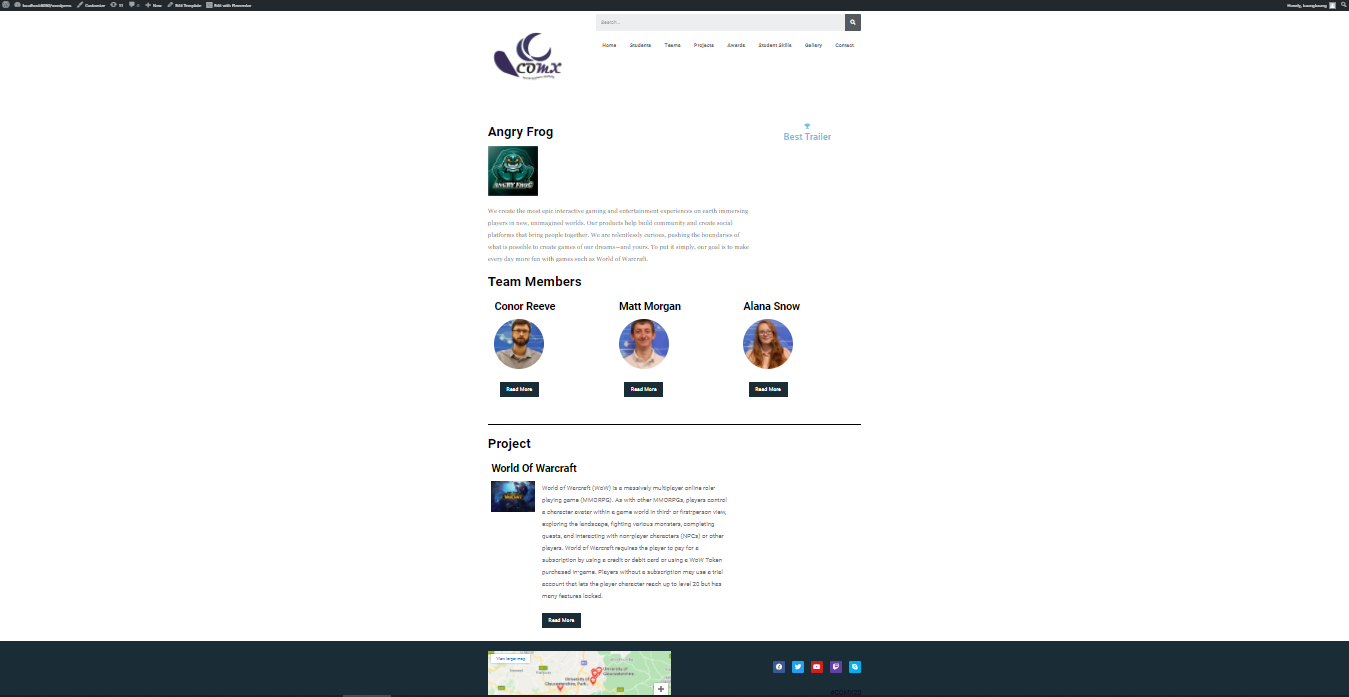 localhost:8080/wordpress Customize 11 0 New Edit Template Edit with Elementor
Search...
Home Students Teams Projects Awards Student Skills Gallery Contact
COMX
Angry Frog
Best Trailer
ANGRY FROG
We create the most epic interactive gaming and entertainment experiences on earth immersing
players in new, unimagined worlds. Our products help build community and create social
platforms that bring people together. We are relentlessly curious, pushing the boundaries of
what is possible to create games of our dreams—and yours. To put it simply, our goal is to make
every day more fun with games such as World of Warcraft.
Team Members
Conor Reeve Matt Morgan Alana Snow
Read More Read More Read More
Project
World Of Warcraft
World of Warcraft (WoW) is a massively multiplayer online role-
playing game (MMORPG). As with other MMORPGs, players control
a character avatar within a game world in third- or first-person view,
exploring the landscape, fighting various monsters, completing
quests, and interacting with non-player characters (NPCs) or other
players. World of Warcraft requires the player to pay for a
subscription by using a credit or debit card or using a WoW Token
purchased in-game. Players without a subscription may use a trial
account that lets the player character reach up to level 20 but has
many features locked.
Read More
View larger map
University of
Gloucestershire
University of
Gloucestershire, Park...